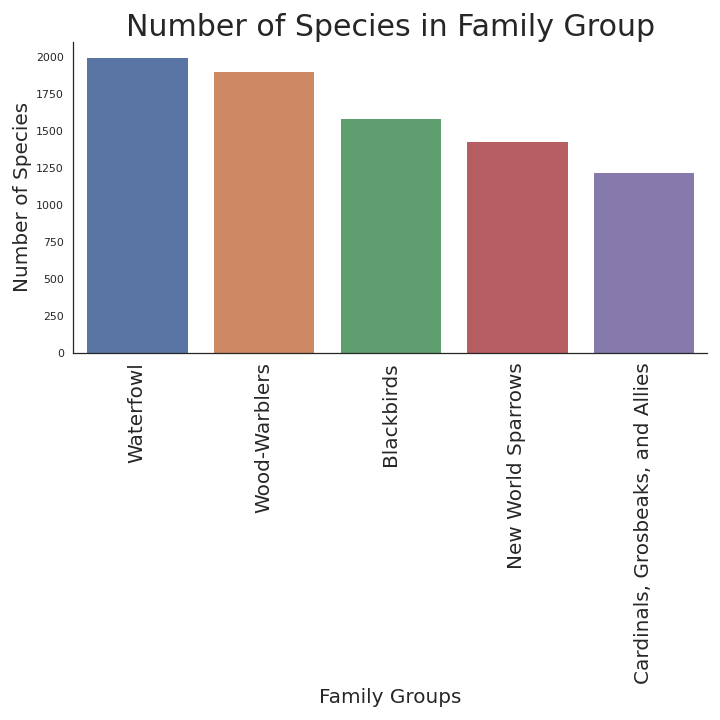 Number of Species in Family Group
Number of Species
2000
1750
1500
1250
1000
750
500
250
0
Waterfowl
Wood-Warblers
Blackbirds
New World Sparrows
Cardinals, Grosbeaks, and Allies
Family Groups